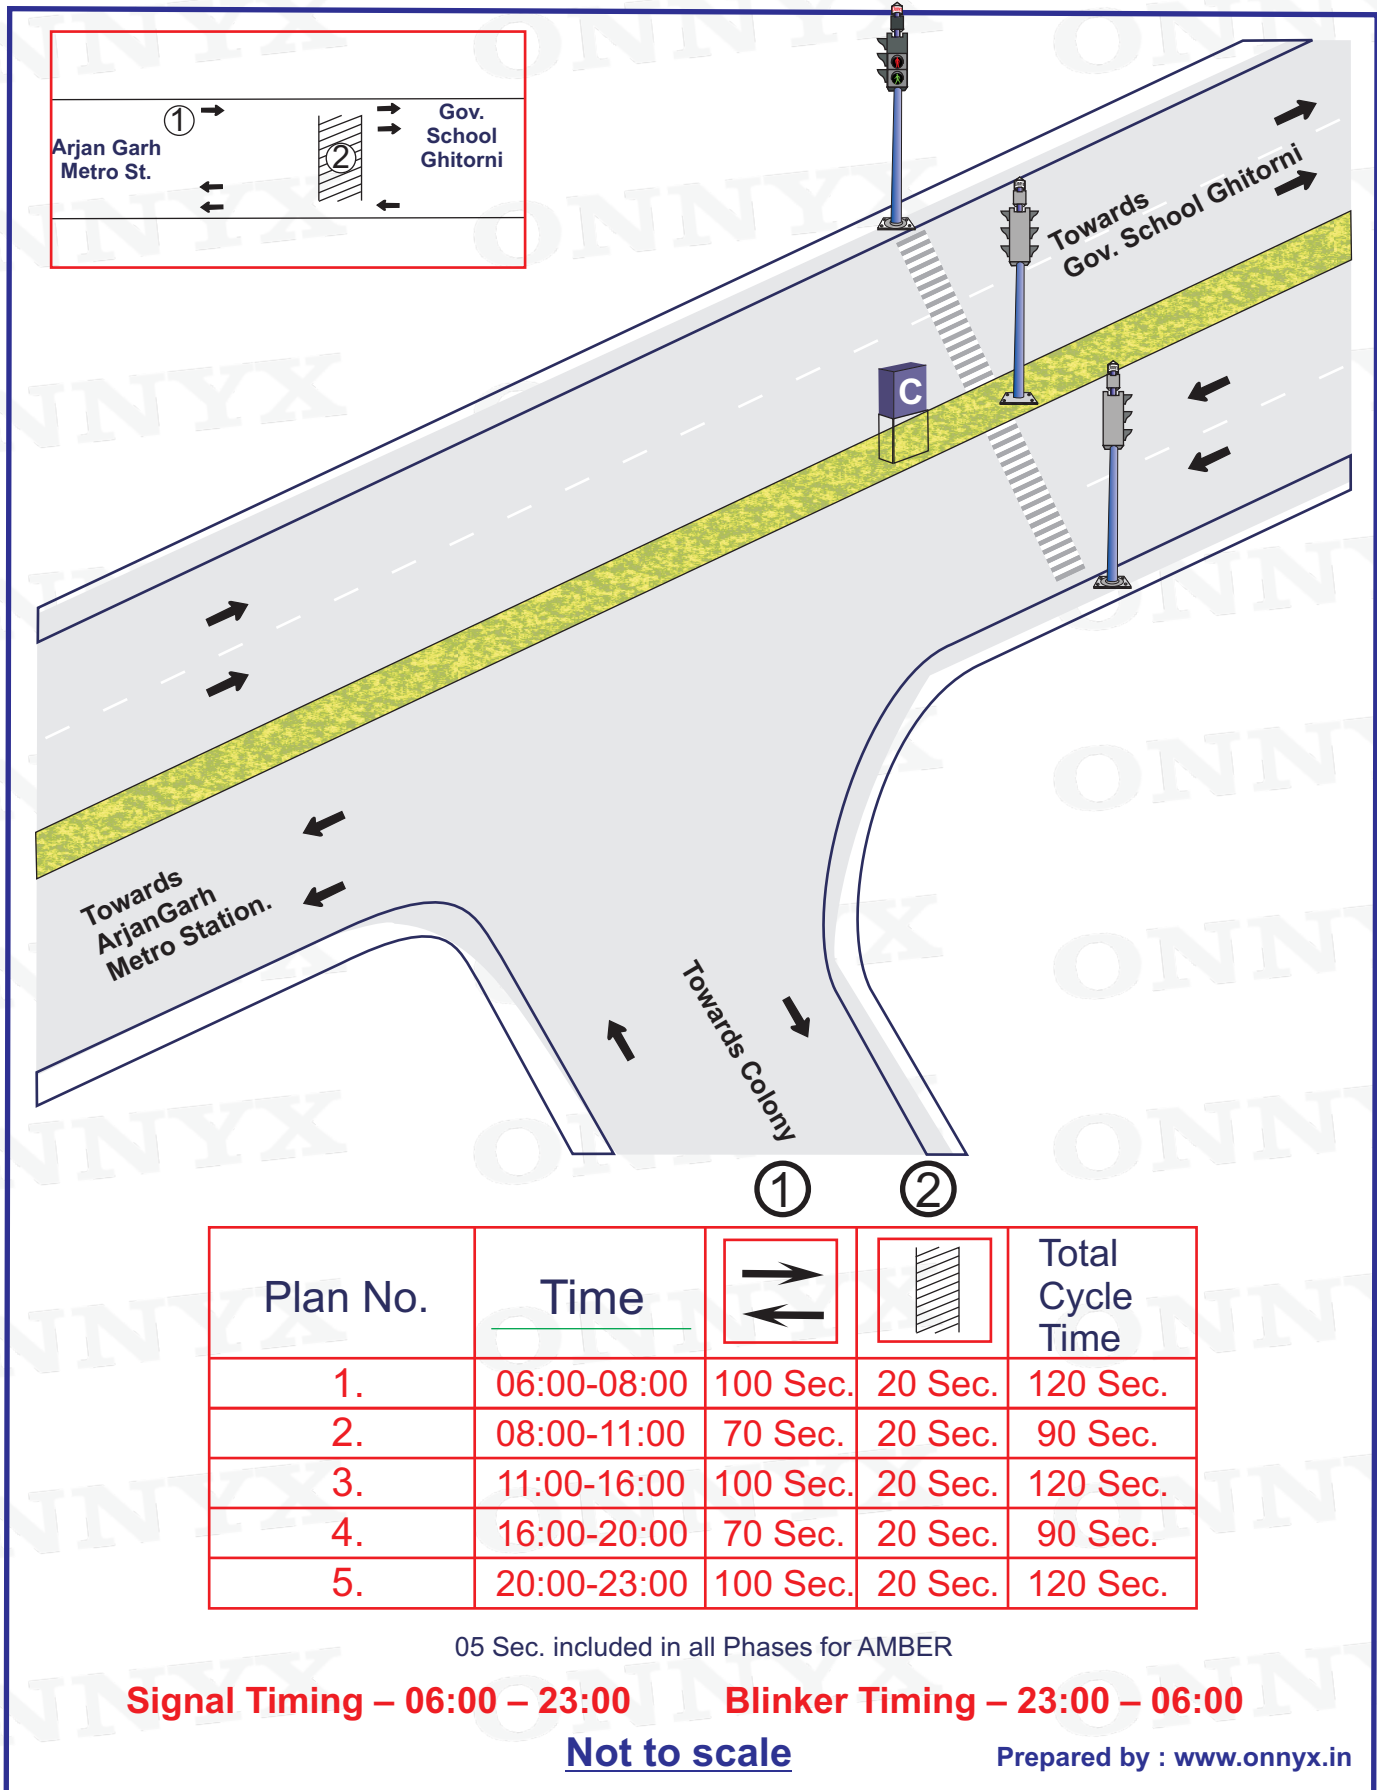 1
Arjan Garh
Metro St.
2
Gov.
School
Ghitorni
Towards
Gov. School Ghitorni
C
Towards
ArjanGarh
Metro Station.
Towards Colony
1 2
Plan No. Time Total
Cycle
Time
1. 06:00-08:00 100 Sec. 20 Sec. 120 Sec.
2. 08:00-11:00 70 Sec. 20 Sec. 90 Sec.
3. 11:00-16:00 100 Sec. 20 Sec. 120 Sec.
4. 16:00-20:00 70 Sec. 20 Sec. 90 Sec.
5. 20:00-23:00 100 Sec. 20 Sec. 120 Sec.
05 Sec. included in all Phases for AMBER
Signal Timing – 06:00 – 23:00 Blinker Timing – 23:00 – 06:00
Not to scale
Prepared by : www.onnyx.in
ONNYX